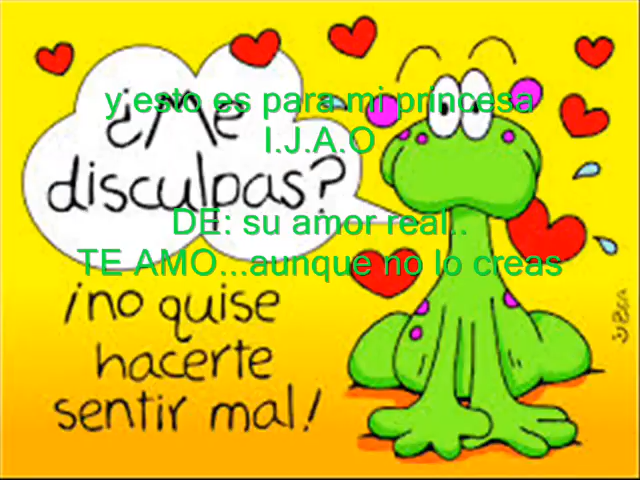 ¿Me
disculpas?
¡no quise
hacerte
sentir mal!
y esto es para mi princesa
I.J.A.O
DE: su amor real..
TE AMO...aunque no lo creas